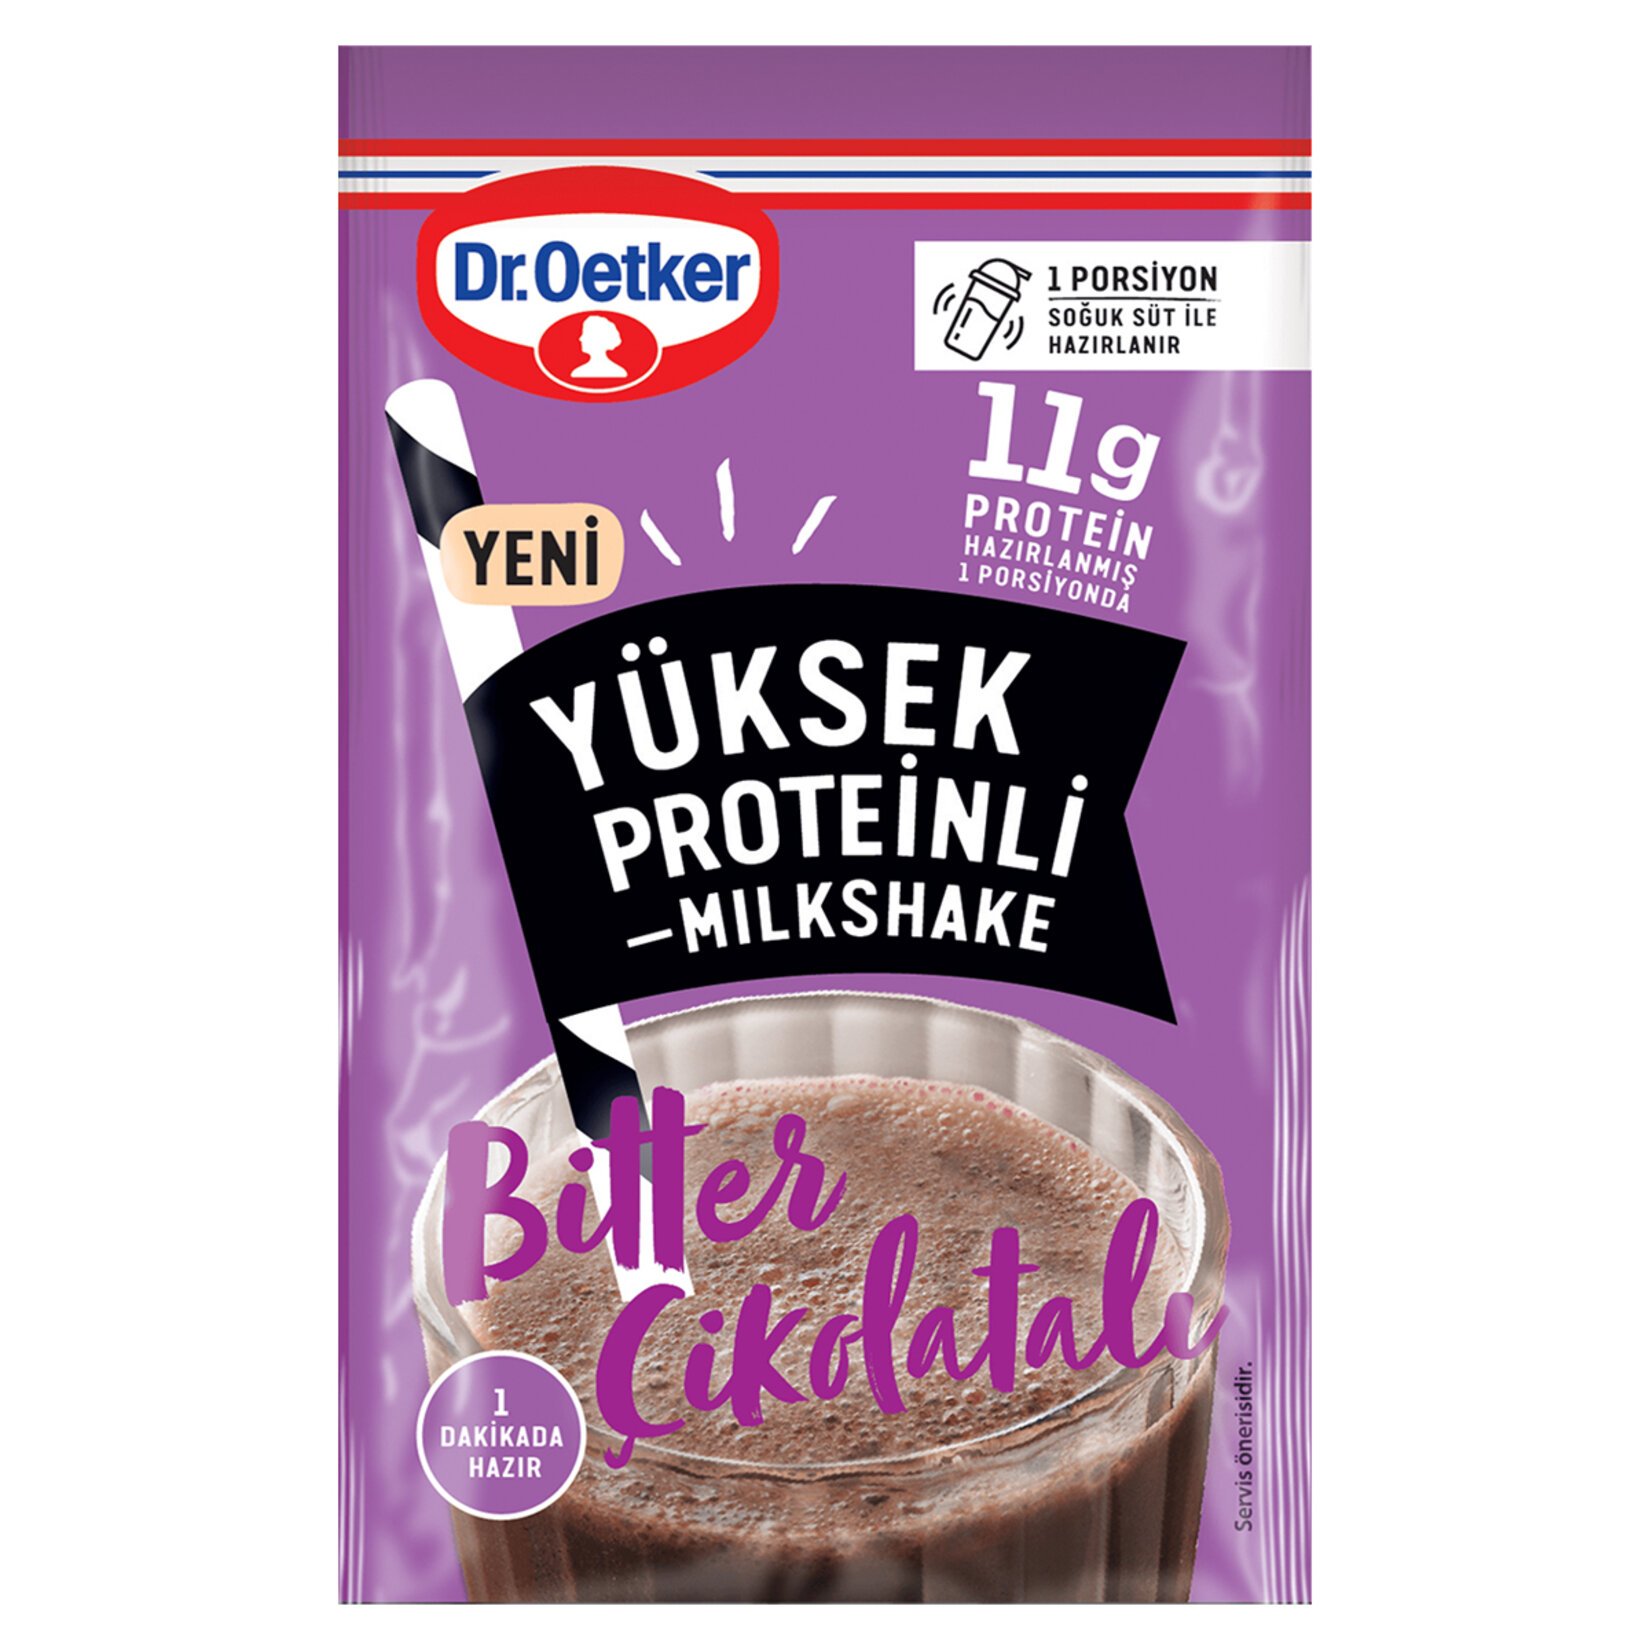 Dr.Oetker
1 PORSİYON
SOĞUK SÜT İLE
HAZIRLANIR
11g
PROTEİN
HAZIRLANMIŞ
1 PORSİYONDA
YENİ
YÜKSEK
PROTEİNLİ
–MILKSHAKE
Bitter
Çikolatalı
1
DAKİKADA
HAZIR
Servis önerisidir.